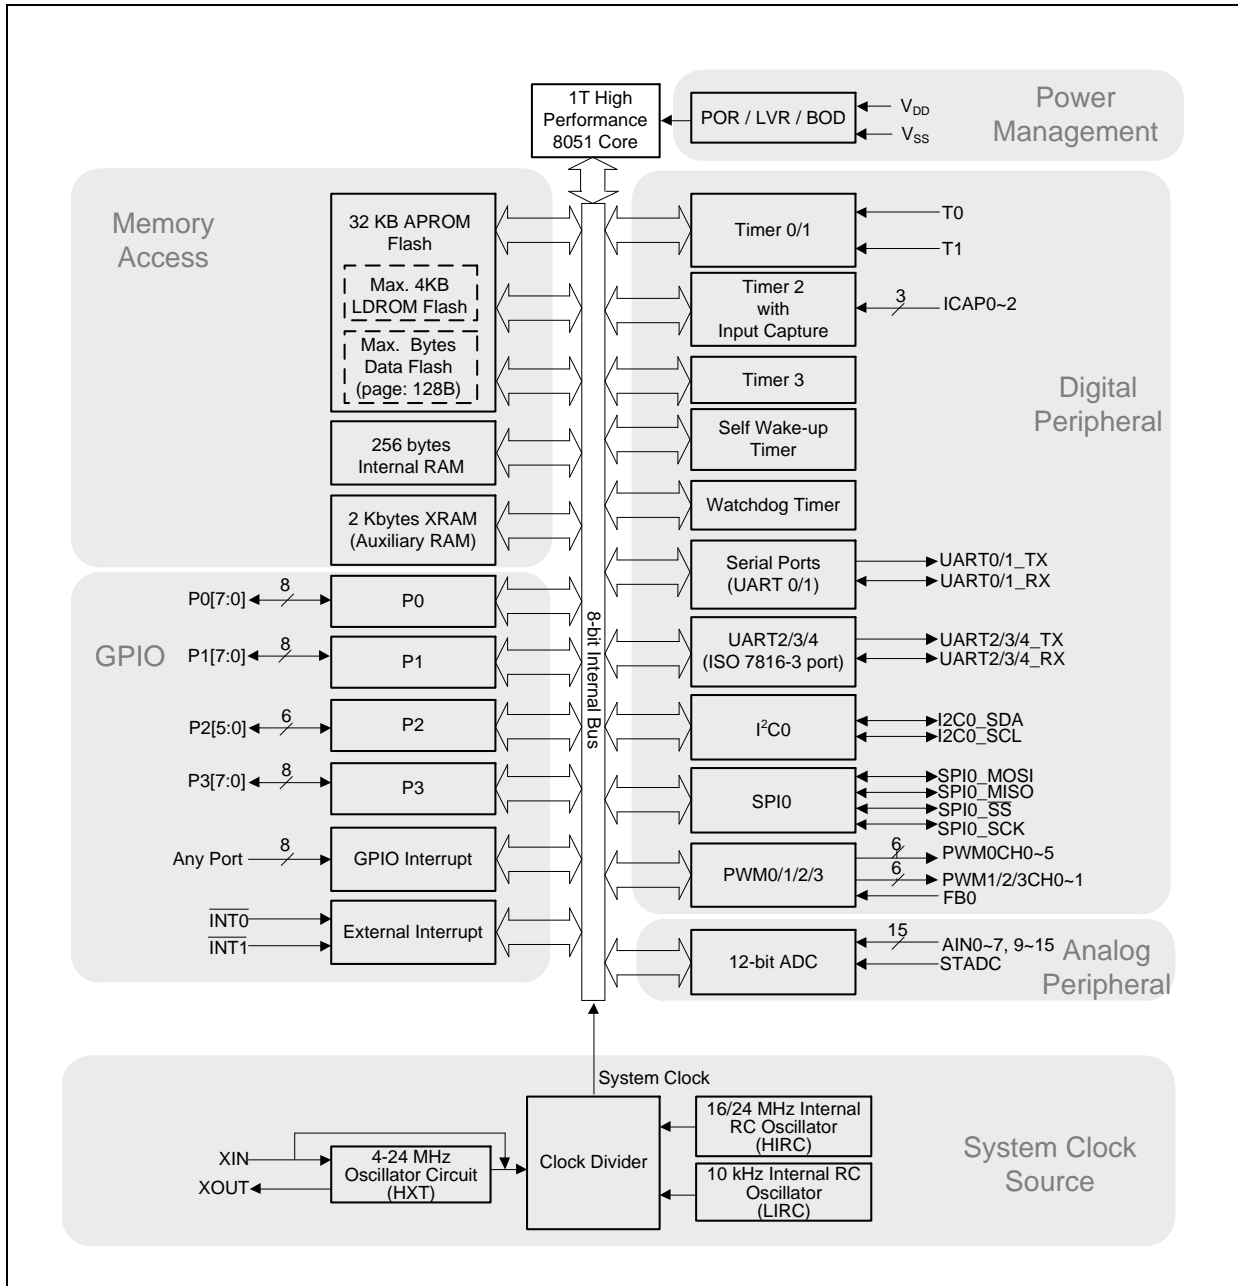 1T High
Performance
8051 Core
POR / LVR / BOD
VDD
VSS
Power
Management
Memory
Access
32 KB APROM
Flash
Max. 4KB
LDROM Flash
Max. Bytes
Data Flash
(page: 128B)
256 bytes
Internal RAM
2 Kbytes XRAM
(Auxiliary RAM)
GPIO
P0[7:0]
8
P0
P1[7:0]
8
P1
P2[5:0]
6
P2
P3[7:0]
8
P3
Any Port
8
GPIO Interrupt
INT0
INT1
External Interrupt
8-bit Internal Bus
Digital
Peripheral
Timer 0/1
T0
T1
Timer 2
with
Input Capture
3
ICAP0~2
Timer 3
Self Wake-up
Timer
Watchdog Timer
Serial Ports
(UART 0/1)
UART0/1_TX
UART0/1_RX
UART2/3/4
(ISO 7816-3 port)
UART2/3/4_TX
UART2/3/4_RX
I²C0
I2C0_SDA
I2C0_SCL
SPI0
SPI0_MOSI
SPI0_MISO
SPI0_SS
SPI0_SCK
PWM0/1/2/3
6
PWM0CH0~5
6
PWM1/2/3CH0~1
FB0
12-bit ADC
15
AIN0~7, 9~15
STADC
Analog
Peripheral
System Clock
XIN
XOUT
4-24 MHz
Oscillator Circuit
(HXT)
Clock Divider
16/24 MHz Internal
RC Oscillator
(HIRC)
10 kHz Internal RC
Oscillator
(LIRC)
System Clock
Source